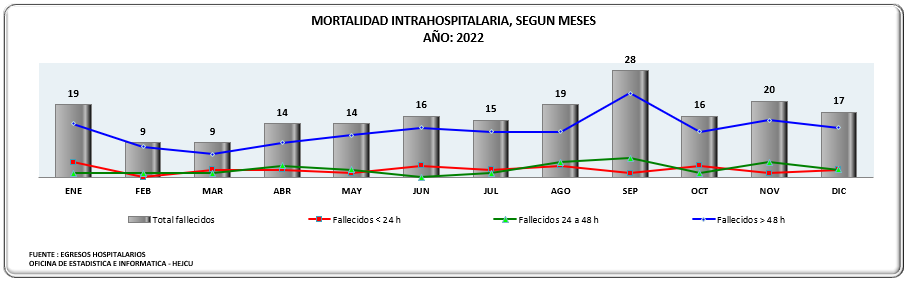 MORTALIDAD INTRAHOSPITALARIA, SEGUN MESES
AÑO: 2022
19 9 9 14 14 16 15 19 28 16 20 17
ENE FEB MAR ABR MAY JUN JUL AGO SEP OCT NOV DIC
Total fallecidos Fallecidos < 24 h Fallecidos 24 a 48 h Fallecidos > 48 h
FUENTE : EGRESOS HOSPITALARIOS
OFICINA DE ESTADISTICA E INFORMATICA - HEJCU